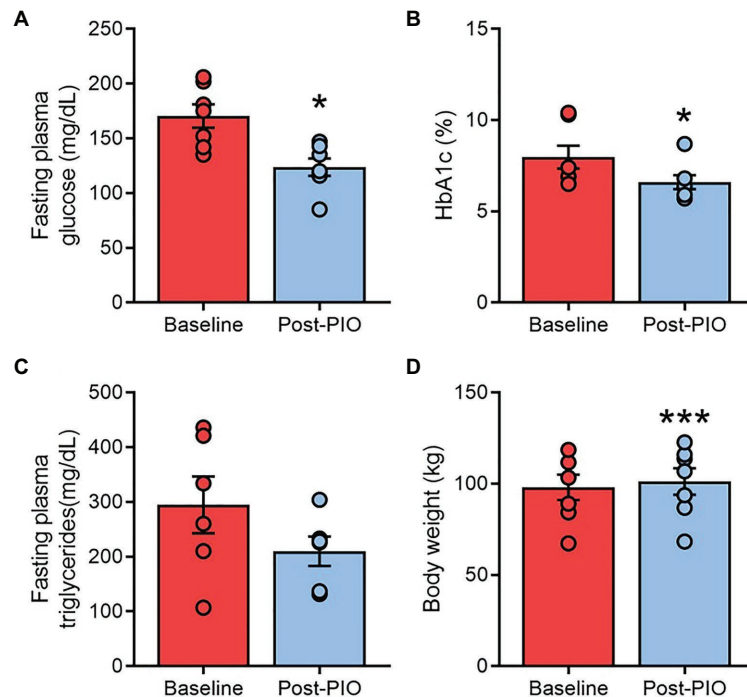 A
Fasting plasma
glucose (mg/dL)
250
200
150
100
50
0
*
Baseline
Post-PIO
B
HbA1c (%)
15
10
5
0
*
Baseline
Post-PIO
C
Fasting plasma
triglycerides(mg/dL)
500
400
300
200
100
0
Baseline
Post-PIO
D
Body weight (kg)
150
100
50
0
***
Baseline
Post-PIO